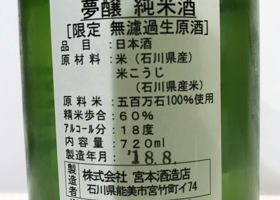 夢醸 純米酒
[限定 無濾過生原酒]
品目:日本酒
原材料:米(石川県産)
米こうじ
(石川県産米)
原料米:五百万石100%使用
精米歩合:60%
アルコール分:18度
内容量:720ml
製造年月 '18.8.
製造者 株式会社 宮本酒造店
石川県能美市宮竹町イ74